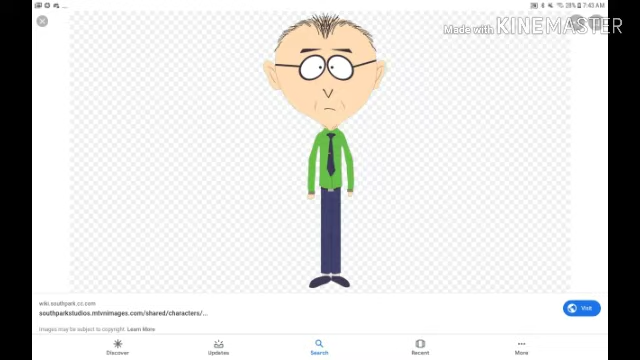 28% 7:43 AM
Made with KINEMASTER
wiki.southpark.cc.com
southparkstudios.mtvnimages.com/shared/characters/...
Visit
Images may be subject to copyright. Learn More
Discover
Updates
Search
Recent
More